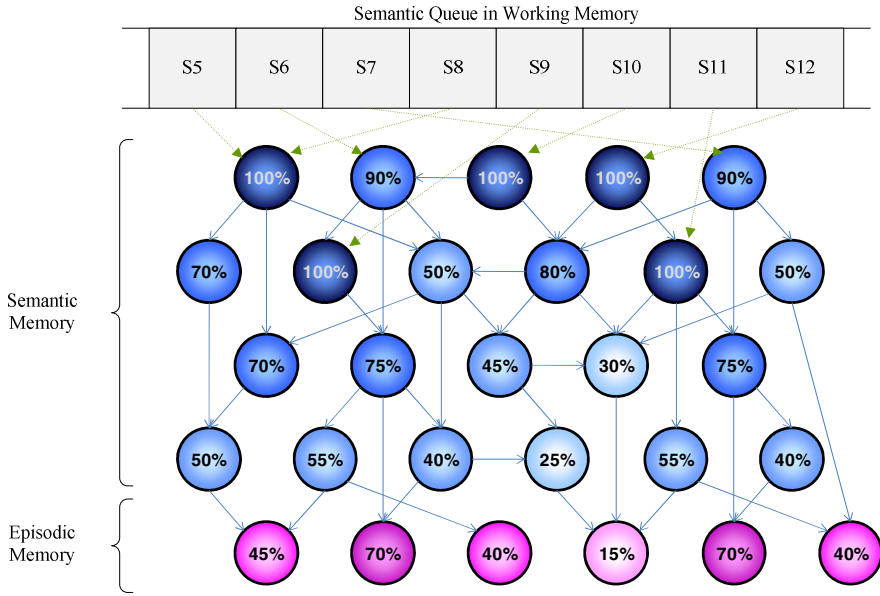 Semantic Queue in Working Memory
S5 S6 S7 S8 S9 S10 S11 S12
100% 90% 100% 100% 90%
70% 100% 50% 80% 100% 50%
Semantic
Memory
70% 75% 45% 30% 75%
50% 55% 40% 25% 55% 40%
Episodic
Memory
45% 70% 40% 15% 70% 40%